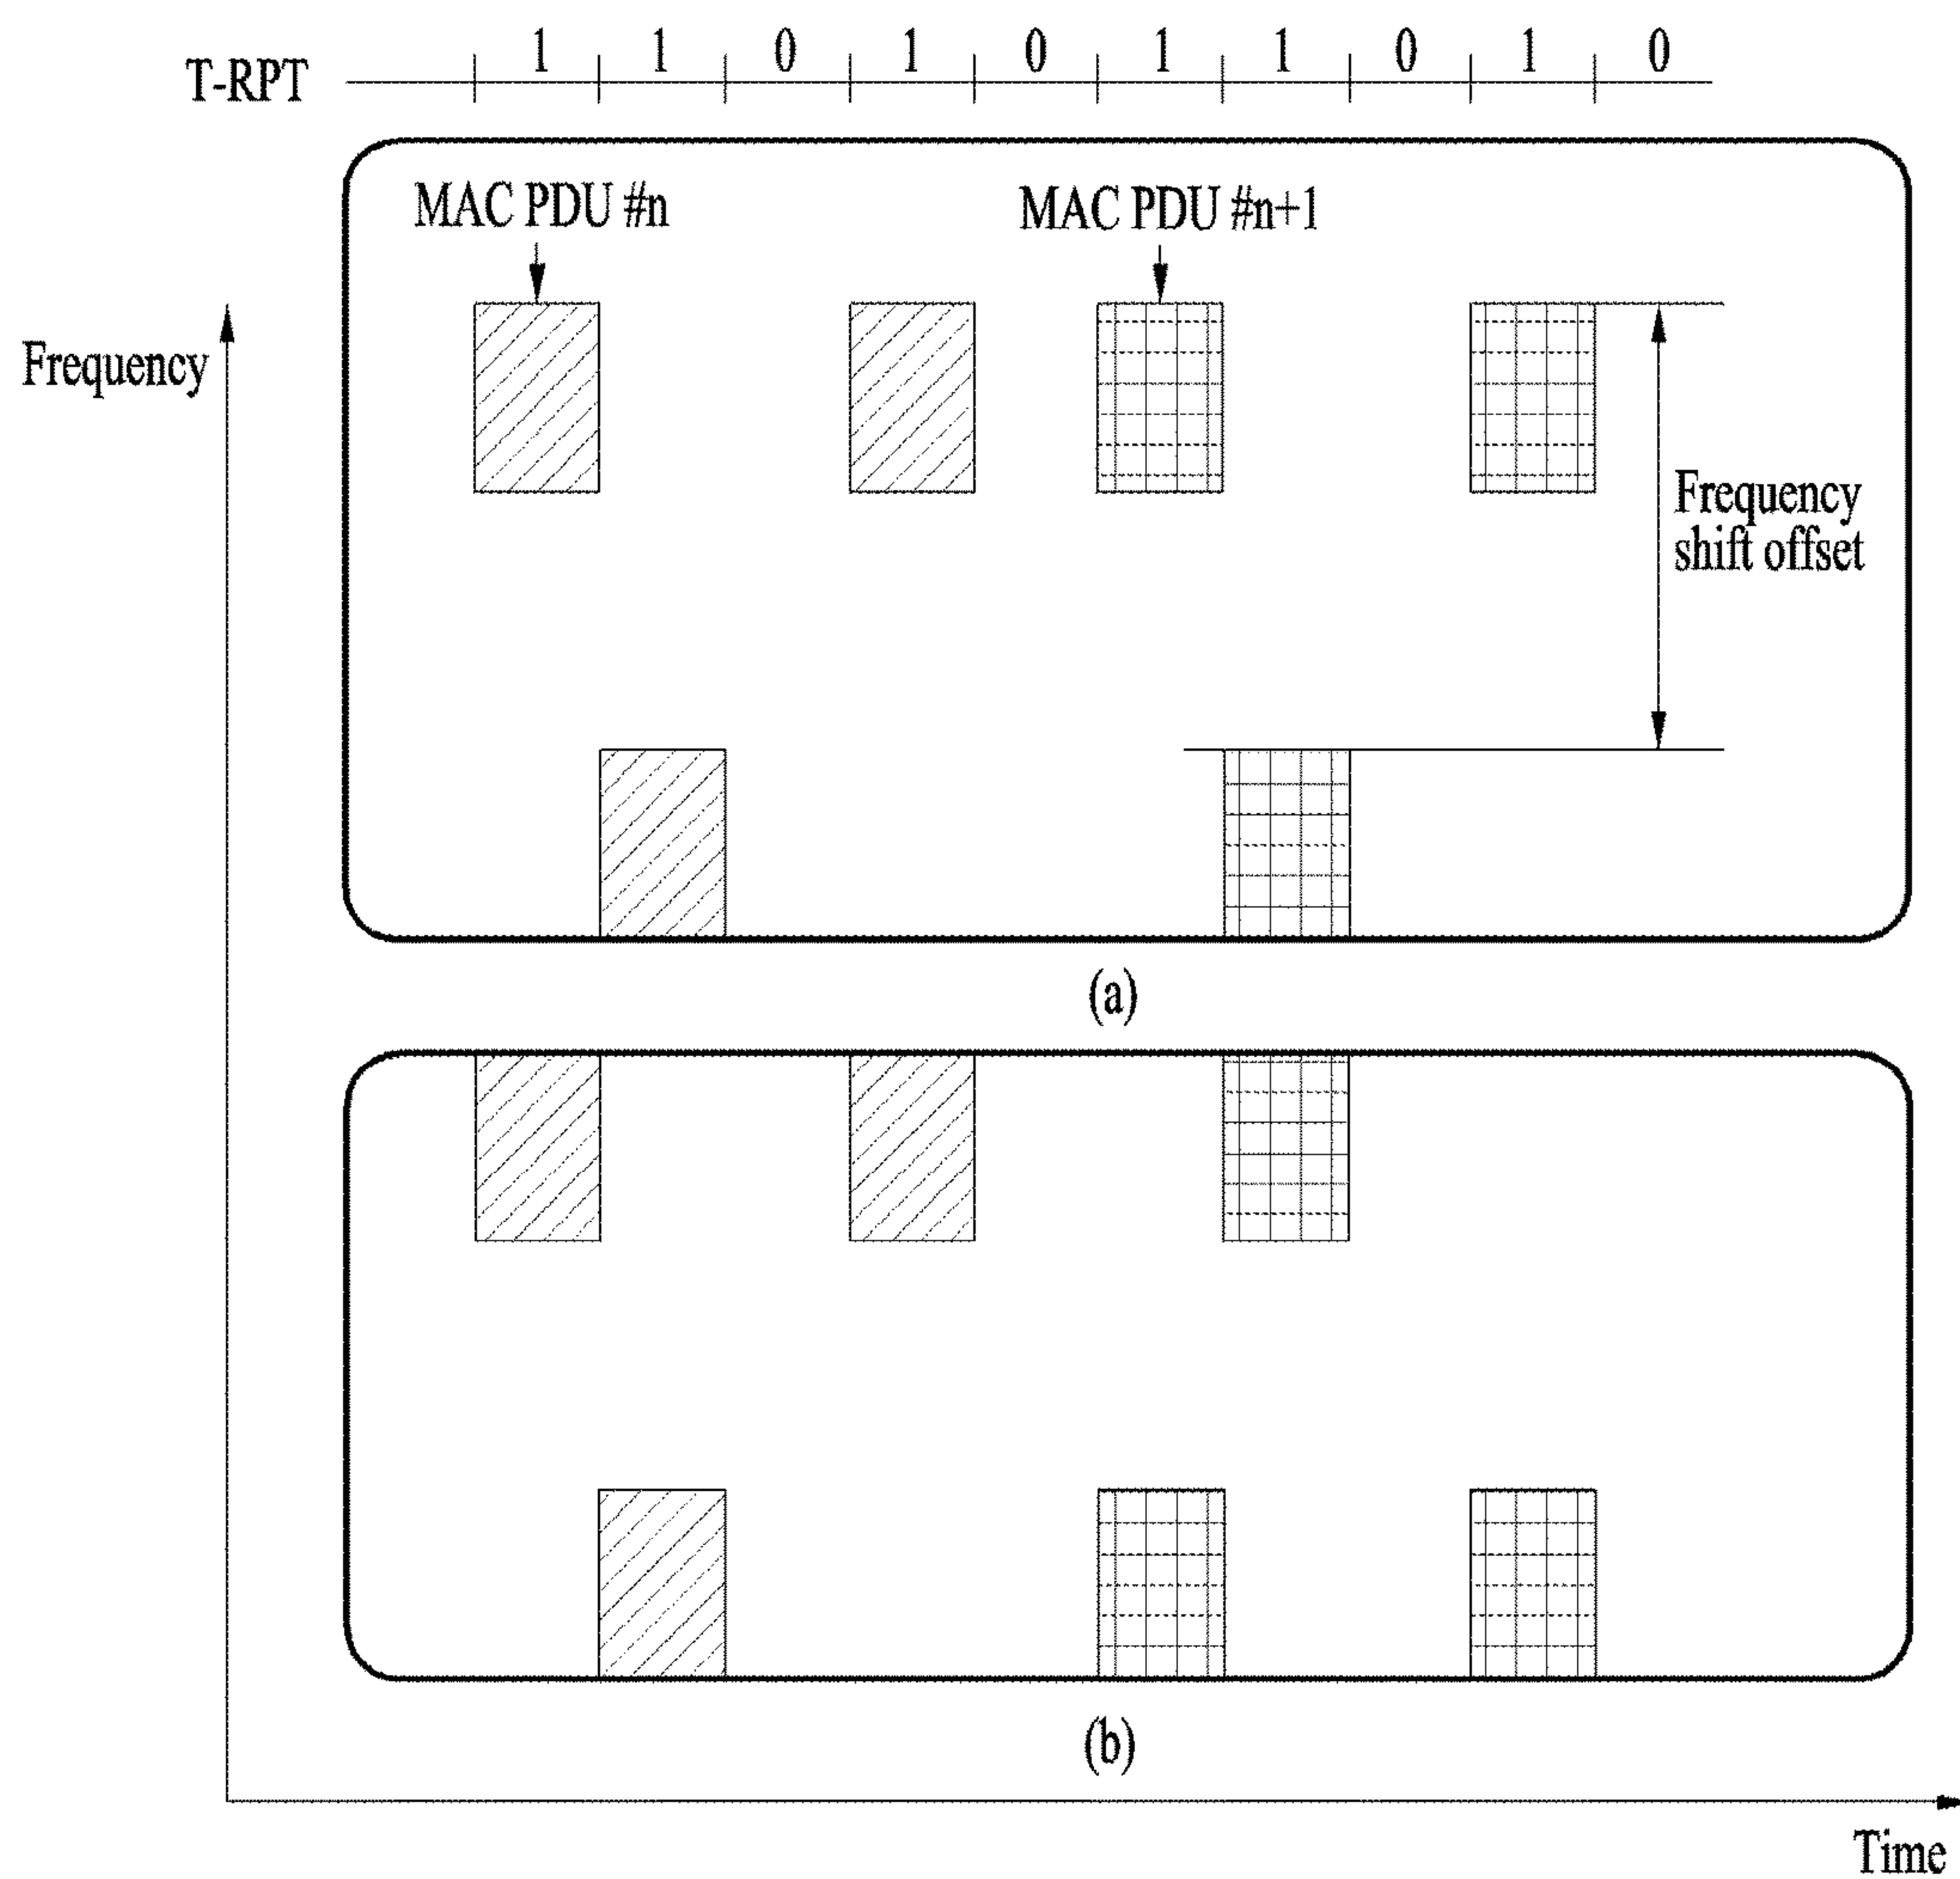 T-RPT 1 1 0 1 0 1 1 0 1 0
MAC PDU #n
MAC PDU #n+1
Frequency
Frequency
shift offset
(a)
(b)
Time